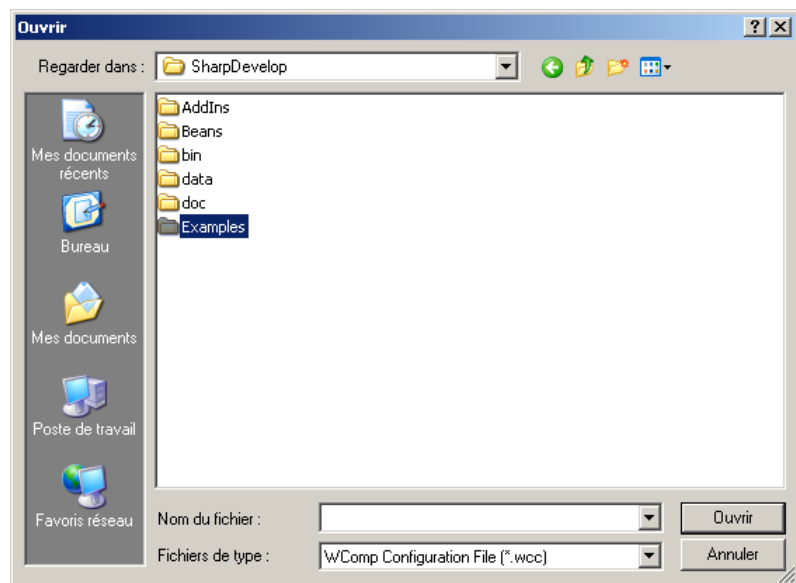 Ouvrir
Regarder dans :
SharpDevelop
AddIns
Beans
bin
data
doc
Examples
Mes documents
récents
Bureau
Mes documents
Poste de travail
Favoris réseau
Nom du fichier :
Ouvrir
Fichiers de type :
WComp Configuration File (*.wcc)
Annuler